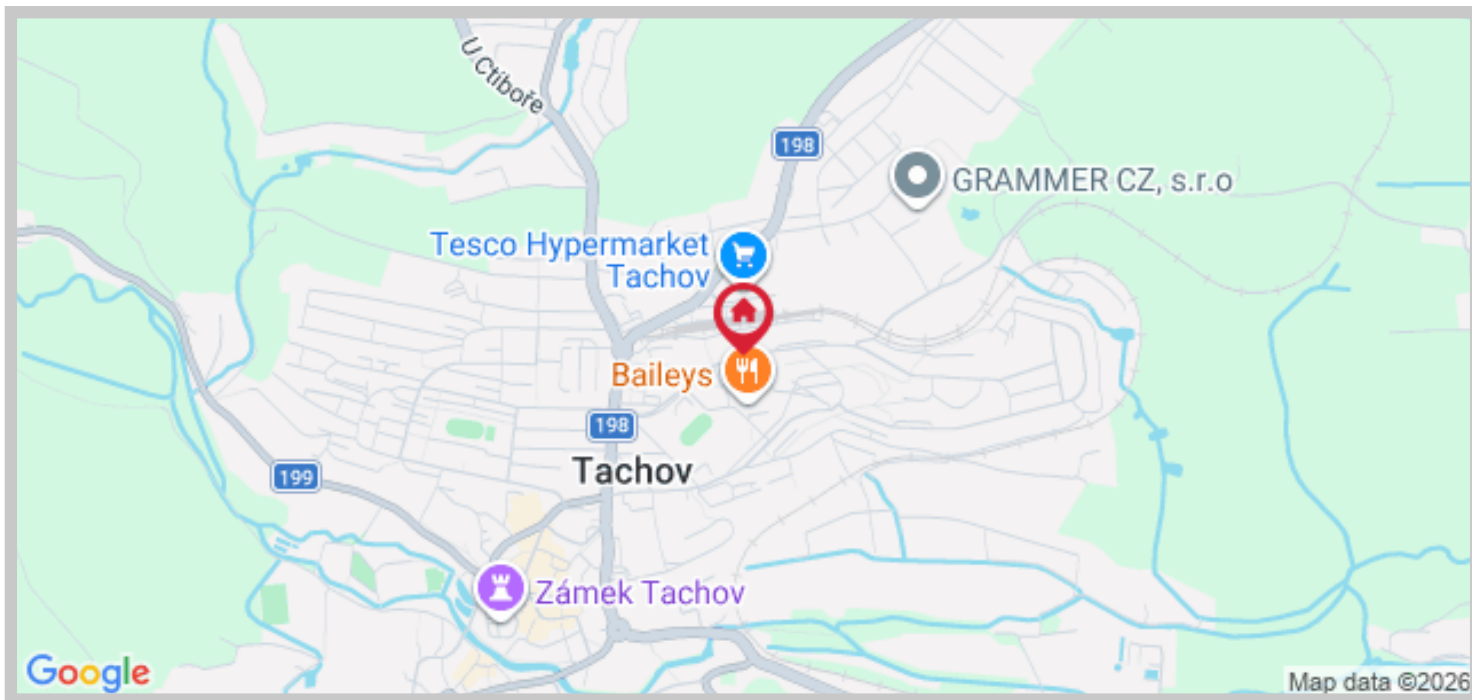 U Ctiboře
198
GRAMMER CZ, s.r.o
Tesco Hypermarket
Tachov
Baileys
198
Tachov
199
Zámek Tachov
Google
Map data ©2026